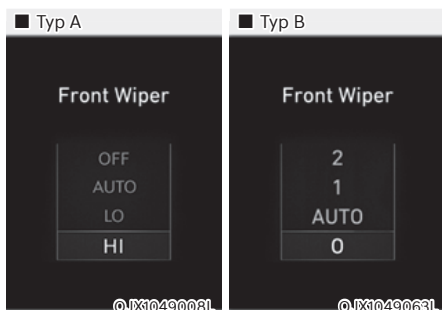 ■ Typ A
Front Wiper
OFF
AUTO
LO
HI
OJX1049008L
■ Typ B
Front Wiper
2
1
AUTO
0
OJX1049063L